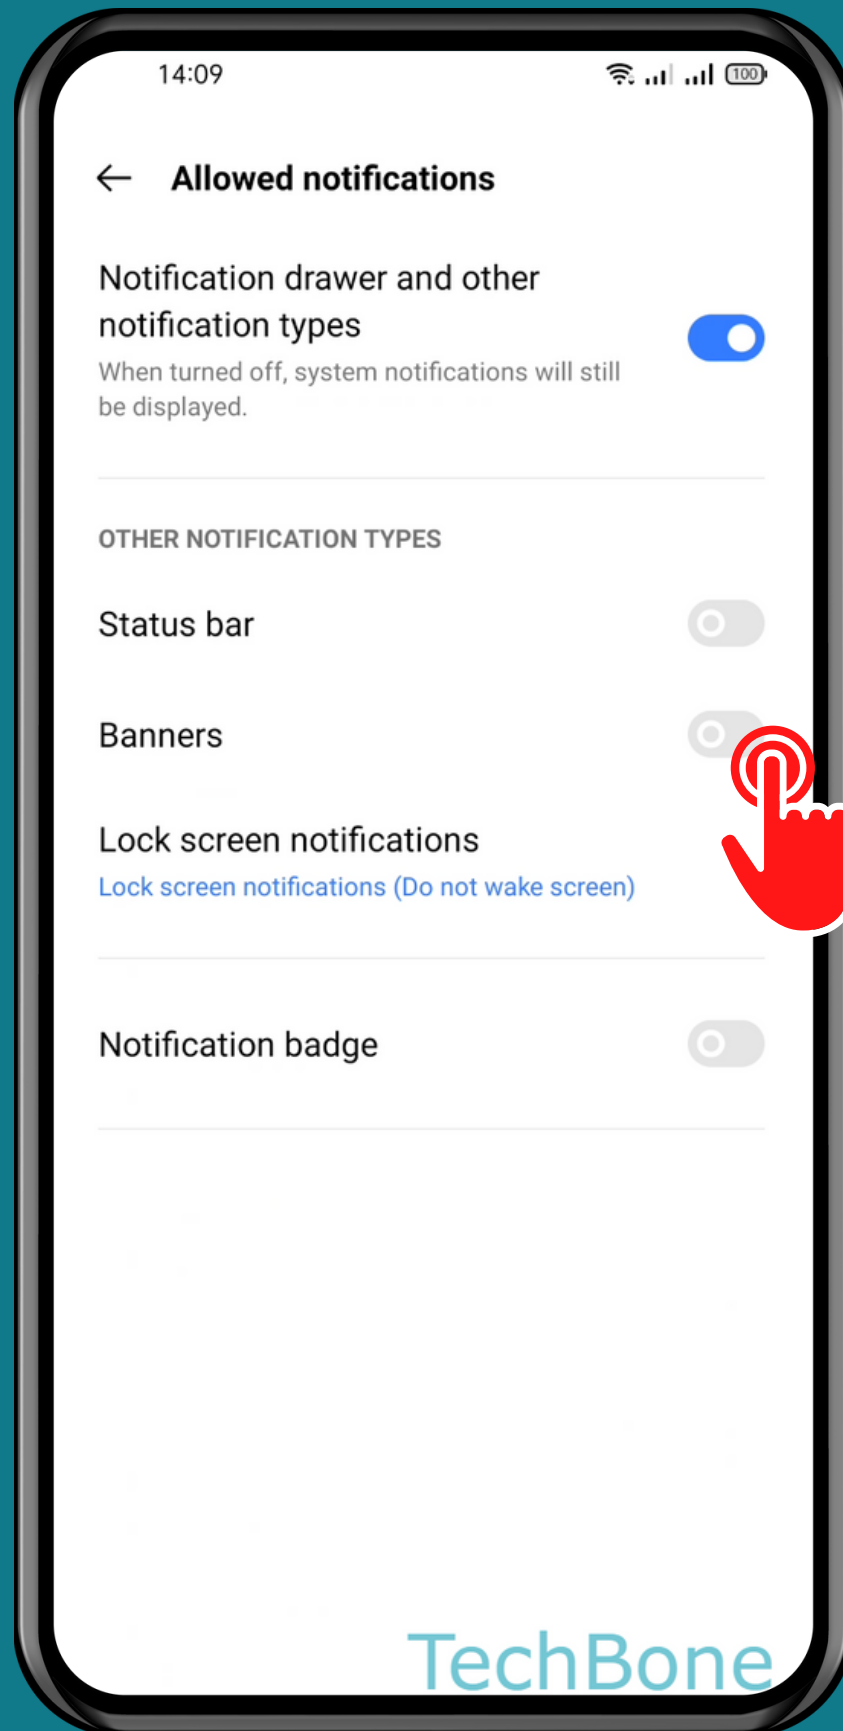 14:09
100
Allowed notifications
Notification drawer and other
notification types
When turned off, system notifications will still
be displayed.
OTHER NOTIFICATION TYPES
Status bar
Banners
Lock screen notifications
Lock screen notifications (Do not wake screen)
Notification badge
TechBone